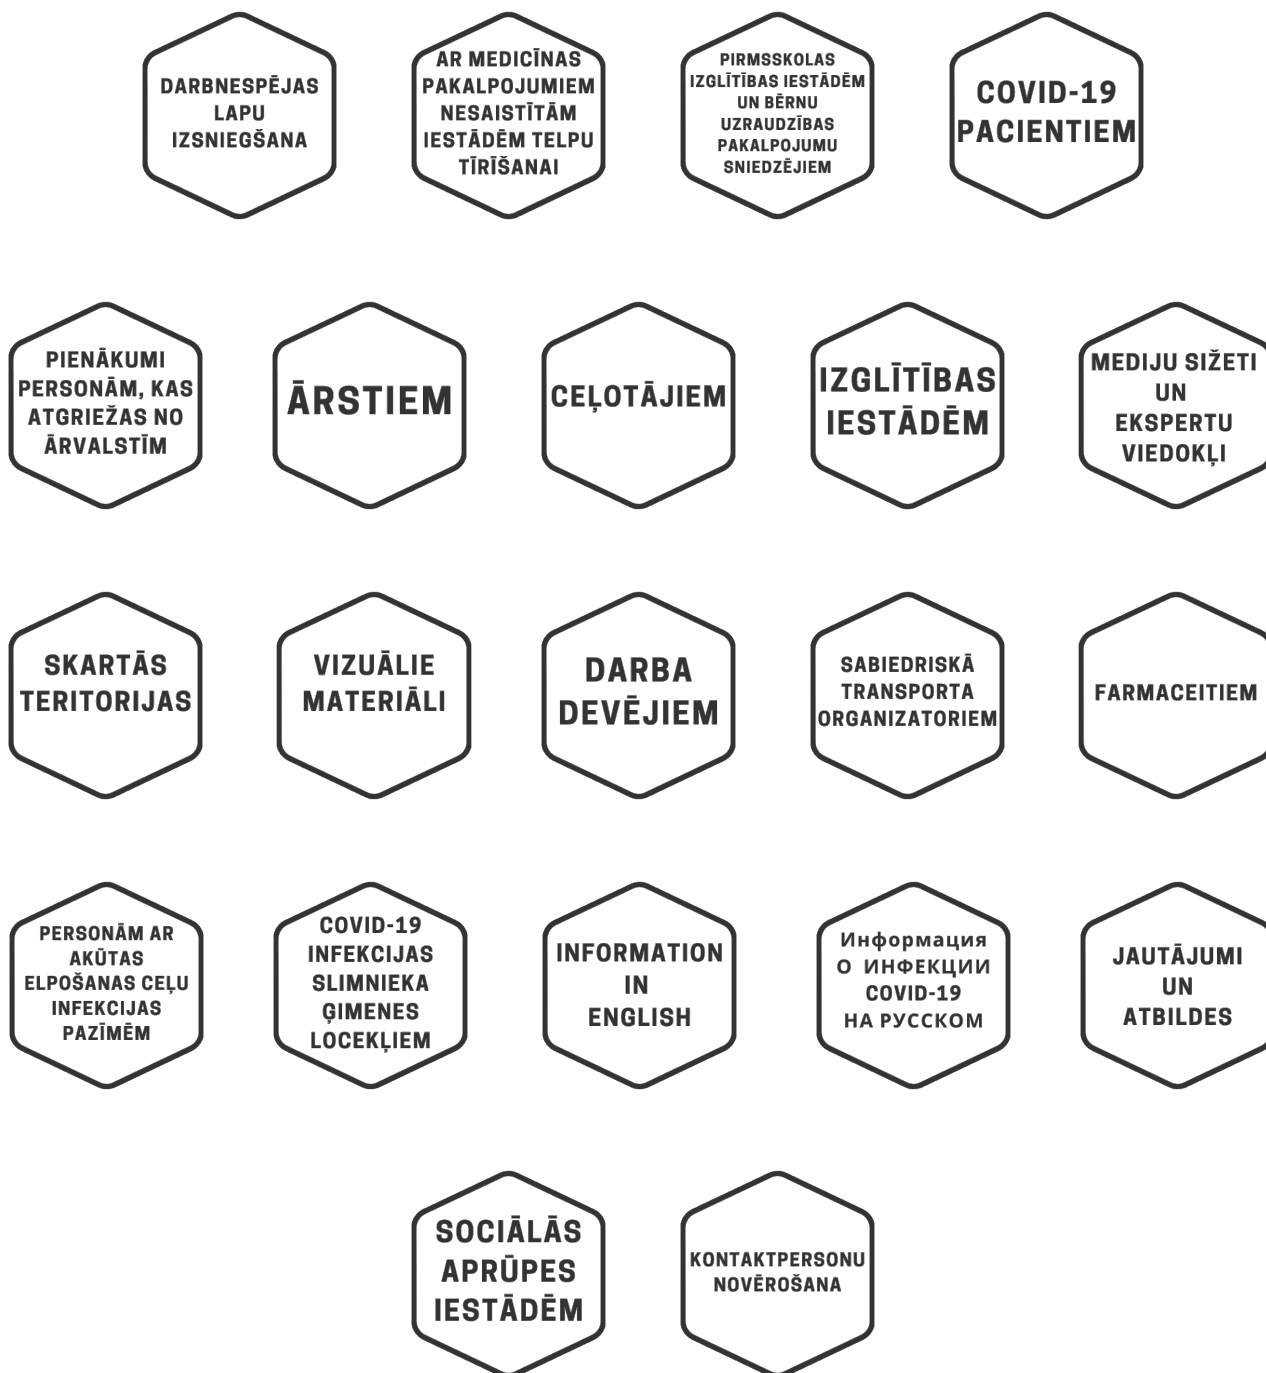 DARBNESPĒJAS
LAPU
IZSNIEGŠANA
AR MEDICĪNAS
PAKALPOJUMIEM
NESAISTĪTĀM
IESTĀDĒM TELPU
TĪRĪŠANAI
PIRMSSKOLAS
IZGLĪTĪBAS IESTĀDĒM
UN BĒRNU
UZRAUDZĪBAS
PAKALPOJUMU
SNIEDZĒJIEM
COVID-19
PACIENTIEM
PIENĀKUMI
PERSONĀM, KAS
ATGRIEŽAS NO
ĀRVALSTĪM
ĀRSTIEM
CEĻOTĀJIEM
IZGLĪTĪBAS
IESTĀDĒM
MEDIJU SIŽETI
UN
EKSPERTU
VIEDOKĻI
SKARTĀS
TERITORIJAS
VIZUĀLIE
MATERIĀLI
DARBA
DEVĒJIEM
SABIEDRISKĀ
TRANSPORTA
ORGANIZATORIEM
FARMACEITIEM
PERSONĀM AR
AKŪTAS
ELPOŠANAS CEĻU
INFEKCIJAS
PAZĪMĒM
COVID-19
INFEKCIJAS
SLIMNIEKA
ĢIMENES
LOCEKĻIEM
INFORMATION
IN
ENGLISH
Информация
О ИНФЕКЦИИ
COVID-19
НА РУССКОМ
JAUTĀJUMI
UN
ATBILDES
SOCIĀLĀS
APRŪPES
IESTĀDĒM
KONTAKTPERSONU
NOVĒROŠANA